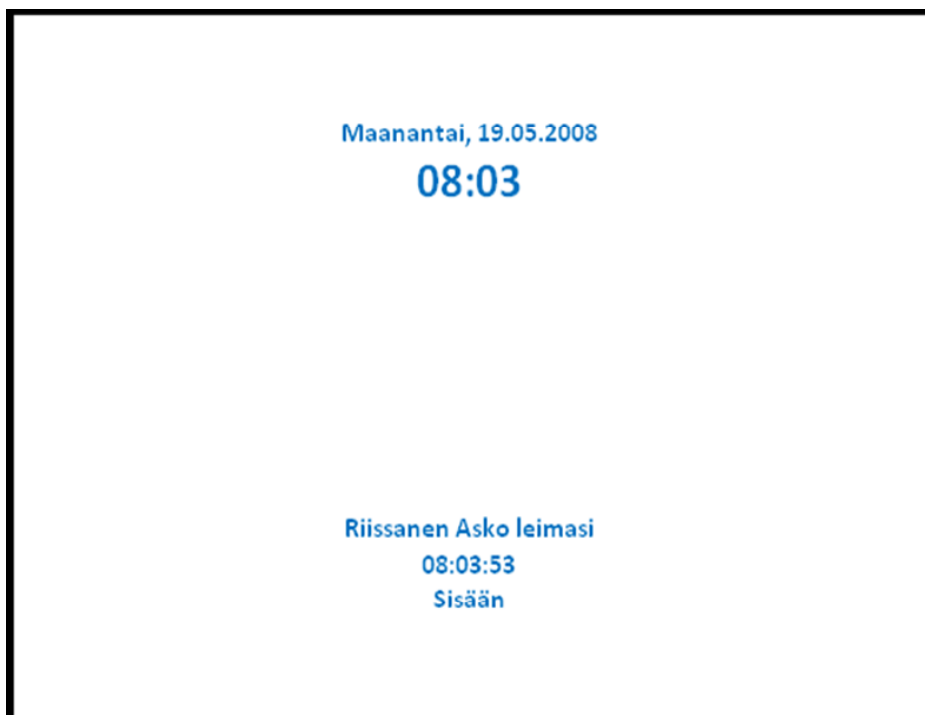 Maanantai, 19.05.2008
08:03
Riissanen Asko leimasi
08:03:53
Sisään